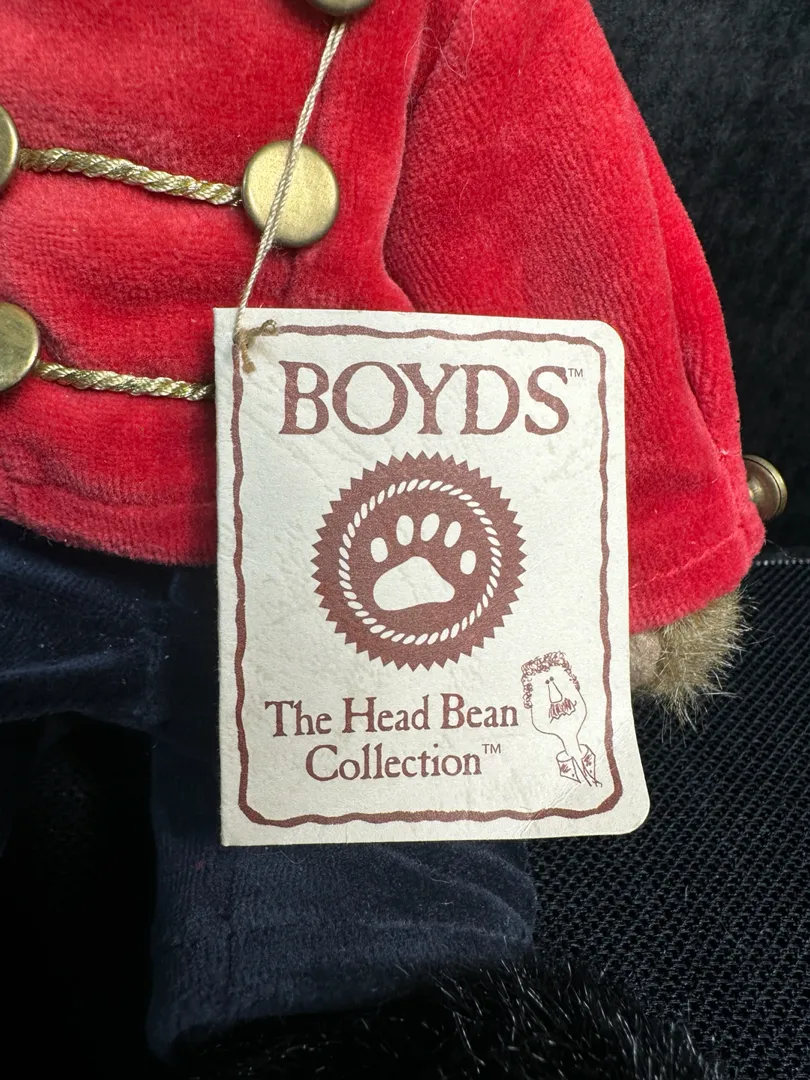 BOYDS™
The Head Bean
Collection™